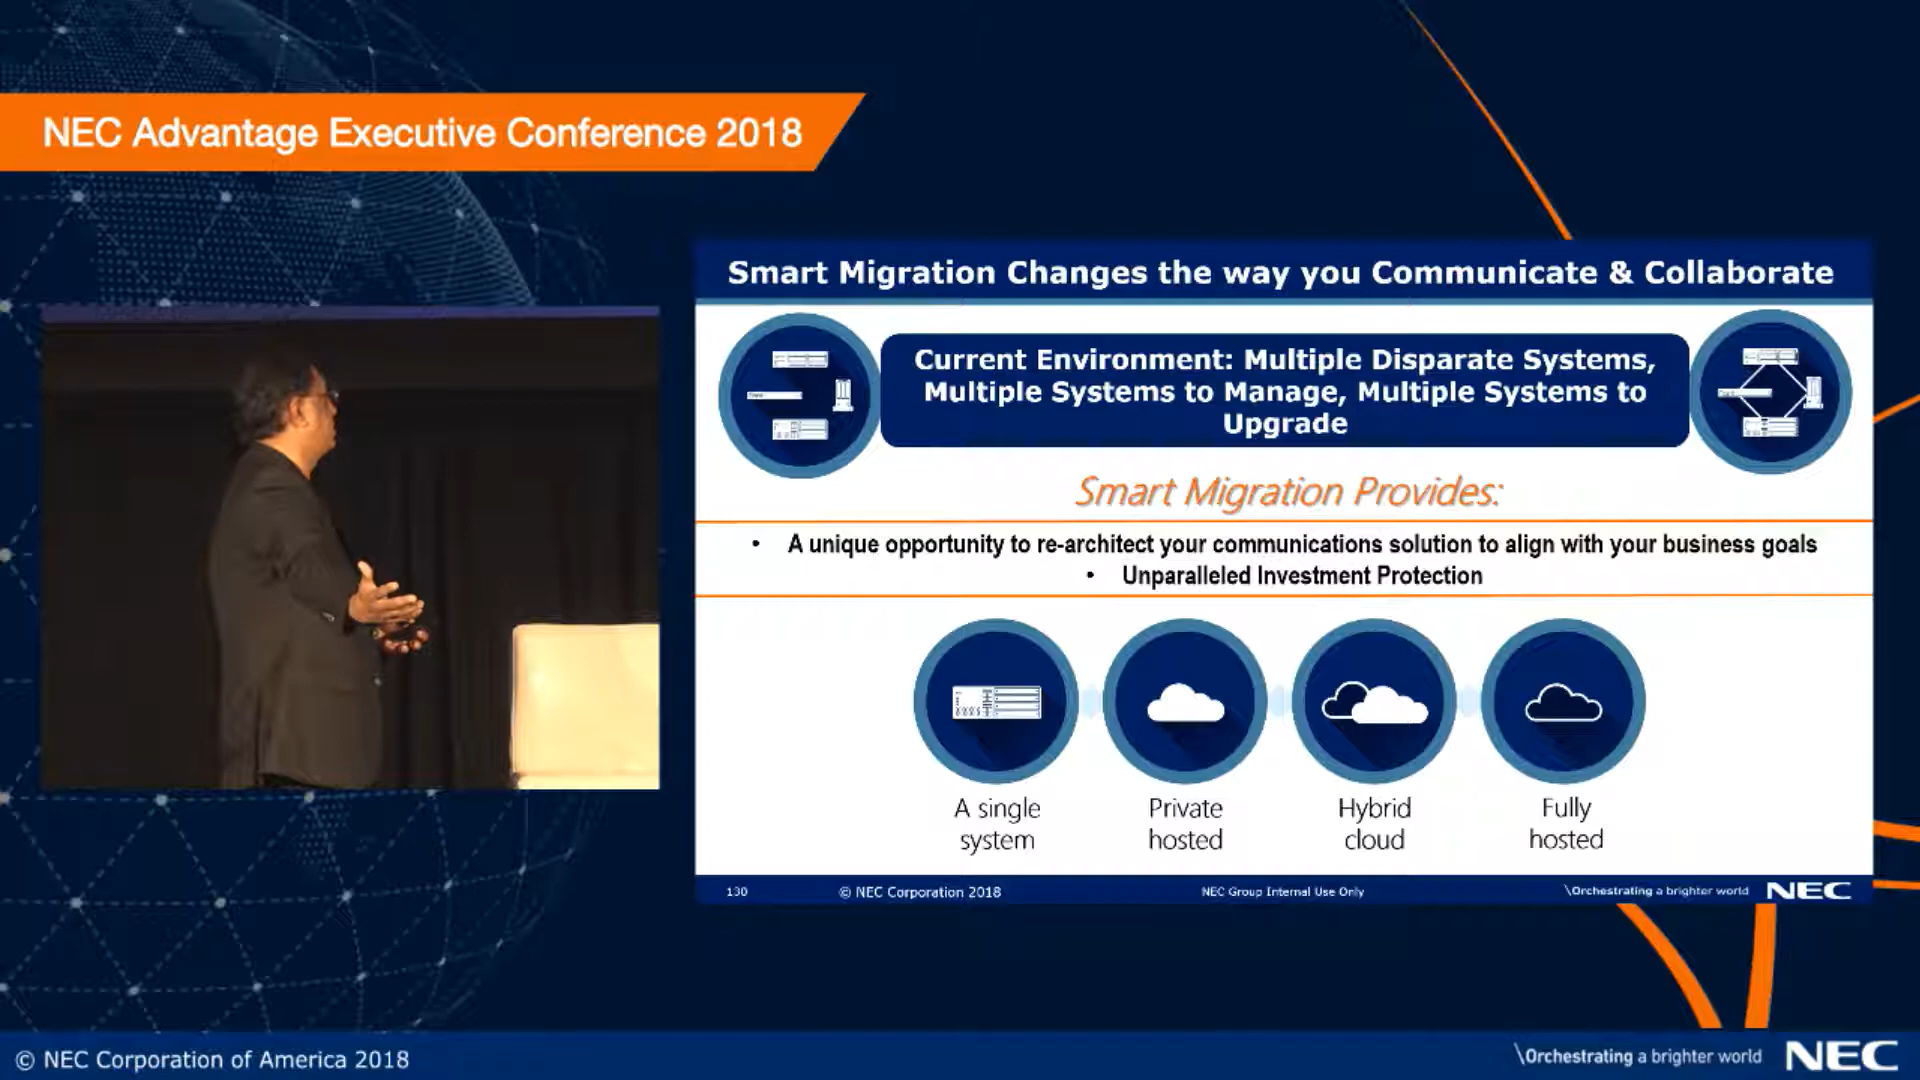 NEC Advantage Executive Conference 2018
Smart Migration Changes the way you Communicate & Collaborate
Current Environment: Multiple Disparate Systems,
Multiple Systems to Manage, Multiple Systems to
Upgrade
Smart Migration Provides:
• A unique opportunity to re-architect your communications solution to align with your business goals
• Unparalleled Investment Protection
A single
system
Private
hosted
Hybrid
cloud
Fully
hosted
130
© NEC Corporation 2018
NEC Group Internal Use Only
\Orchestrating a brighter world
NEC
© NEC Corporation of America 2018
\Orchestrating a brighter world
NEC